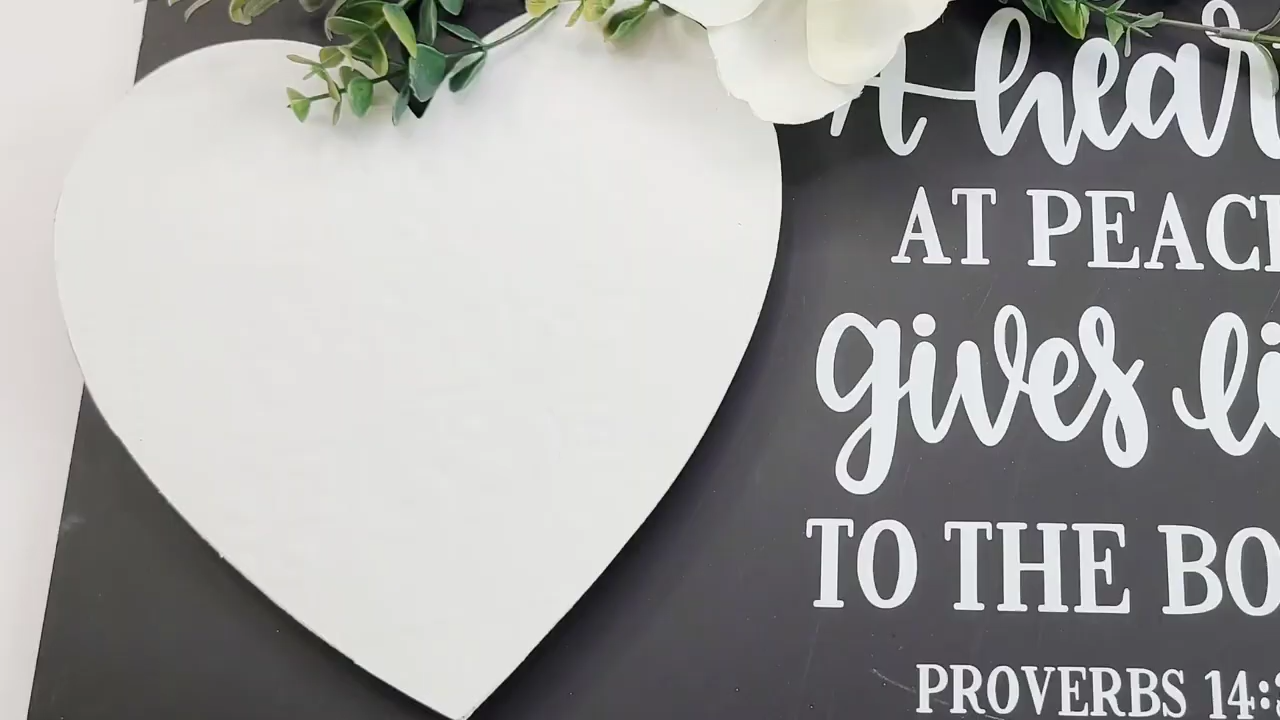 A hear
AT PEAC
gives li
TO THE BO
PROVERBS 14: